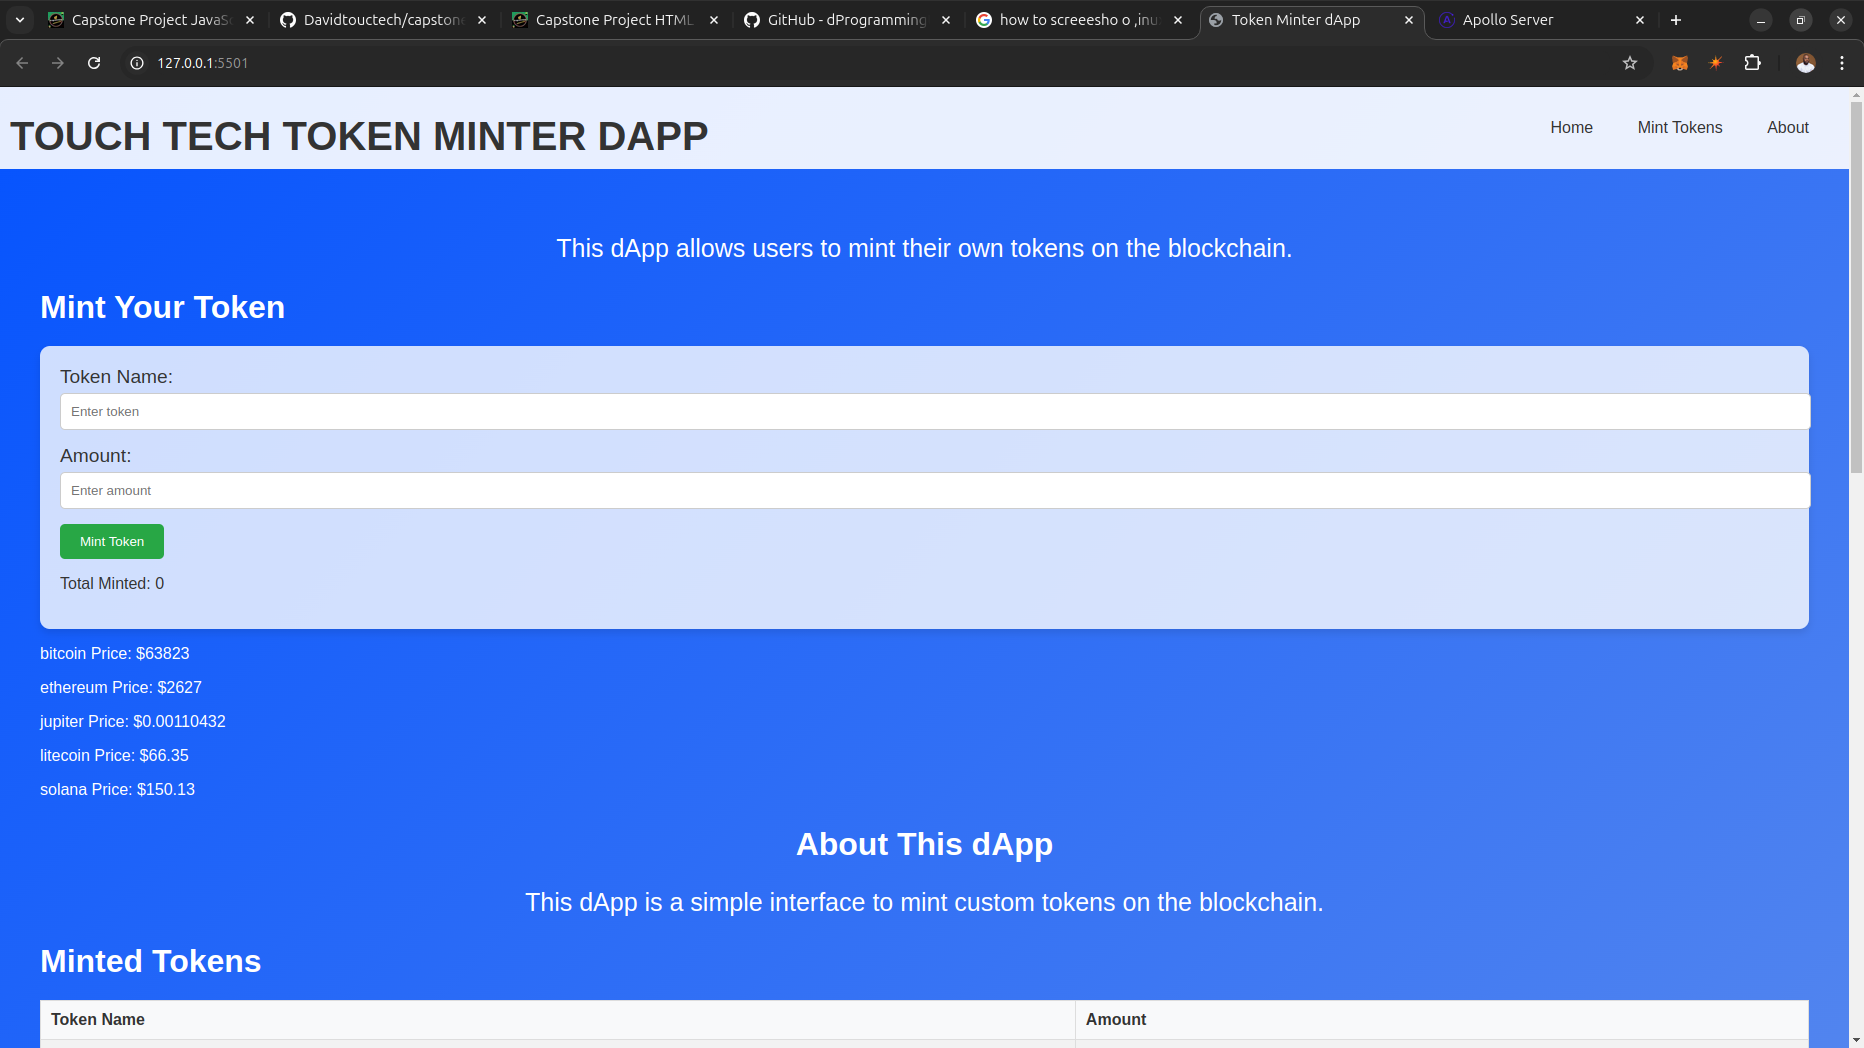 Capstone Project JavaSc
Davidtouctech/capstone
Capstone Project HTML
GitHub - dProgramming
how to screeesho o ,inu
Token Minter dApp
Apollo Server
127.0.0.1:5501
TOUCH TECH TOKEN MINTER DAPP
Home
Mint Tokens
About
This dApp allows users to mint their own tokens on the blockchain.
Mint Your Token
Token Name:
Enter token
Amount:
Enter amount
Mint Token
Total Minted: 0
bitcoin Price: $63823
ethereum Price: $2627
jupiter Price: $0.00110432
litecoin Price: $66.35
solana Price: $150.13
About This dApp
This dApp is a simple interface to mint custom tokens on the blockchain.
Minted Tokens
Token Name
Amount